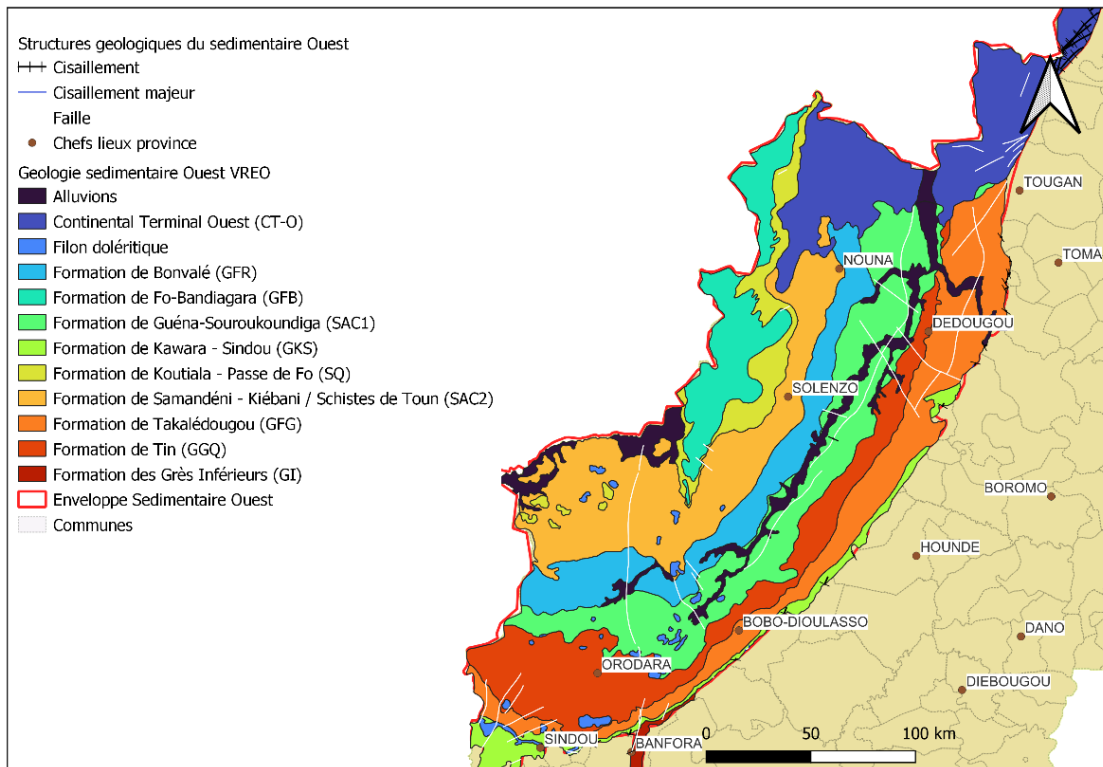 Structures geologiques du sedimentaire Ouest
Cisaillement
Cisaillement majeur
Faille
Chefs lieux province
Geologie sedimentaire Ouest VREO
Alluvions
Continental Terminal Ouest (CT-O)
Filon doléritique
Formation de Bonvalé (GFR)
Formation de Fo-Bandiagara (GFB)
Formation de Guéna-Souroukoundiga (SAC1)
Formation de Kawara - Sindou (GKS)
Formation de Koutiala - Passe de Fo (SQ)
Formation de Samandéni - Kiébani / Schistes de Toun (SAC2)
Formation de Takalédougou (GFG)
Formation de Tin (GGQ)
Formation des Grès Inférieurs (GI)
Enveloppe Sedimentaire Ouest
Communes
TOUGAN
TOMA
NOUNA
DEDOUGOU
SOLENZO
BOROMO
HOUNDE
BOBO-DIOULASSO
DANO
ORODARA
DIEBOUGOU
SINDOU
BANFORA
0 50 100 km